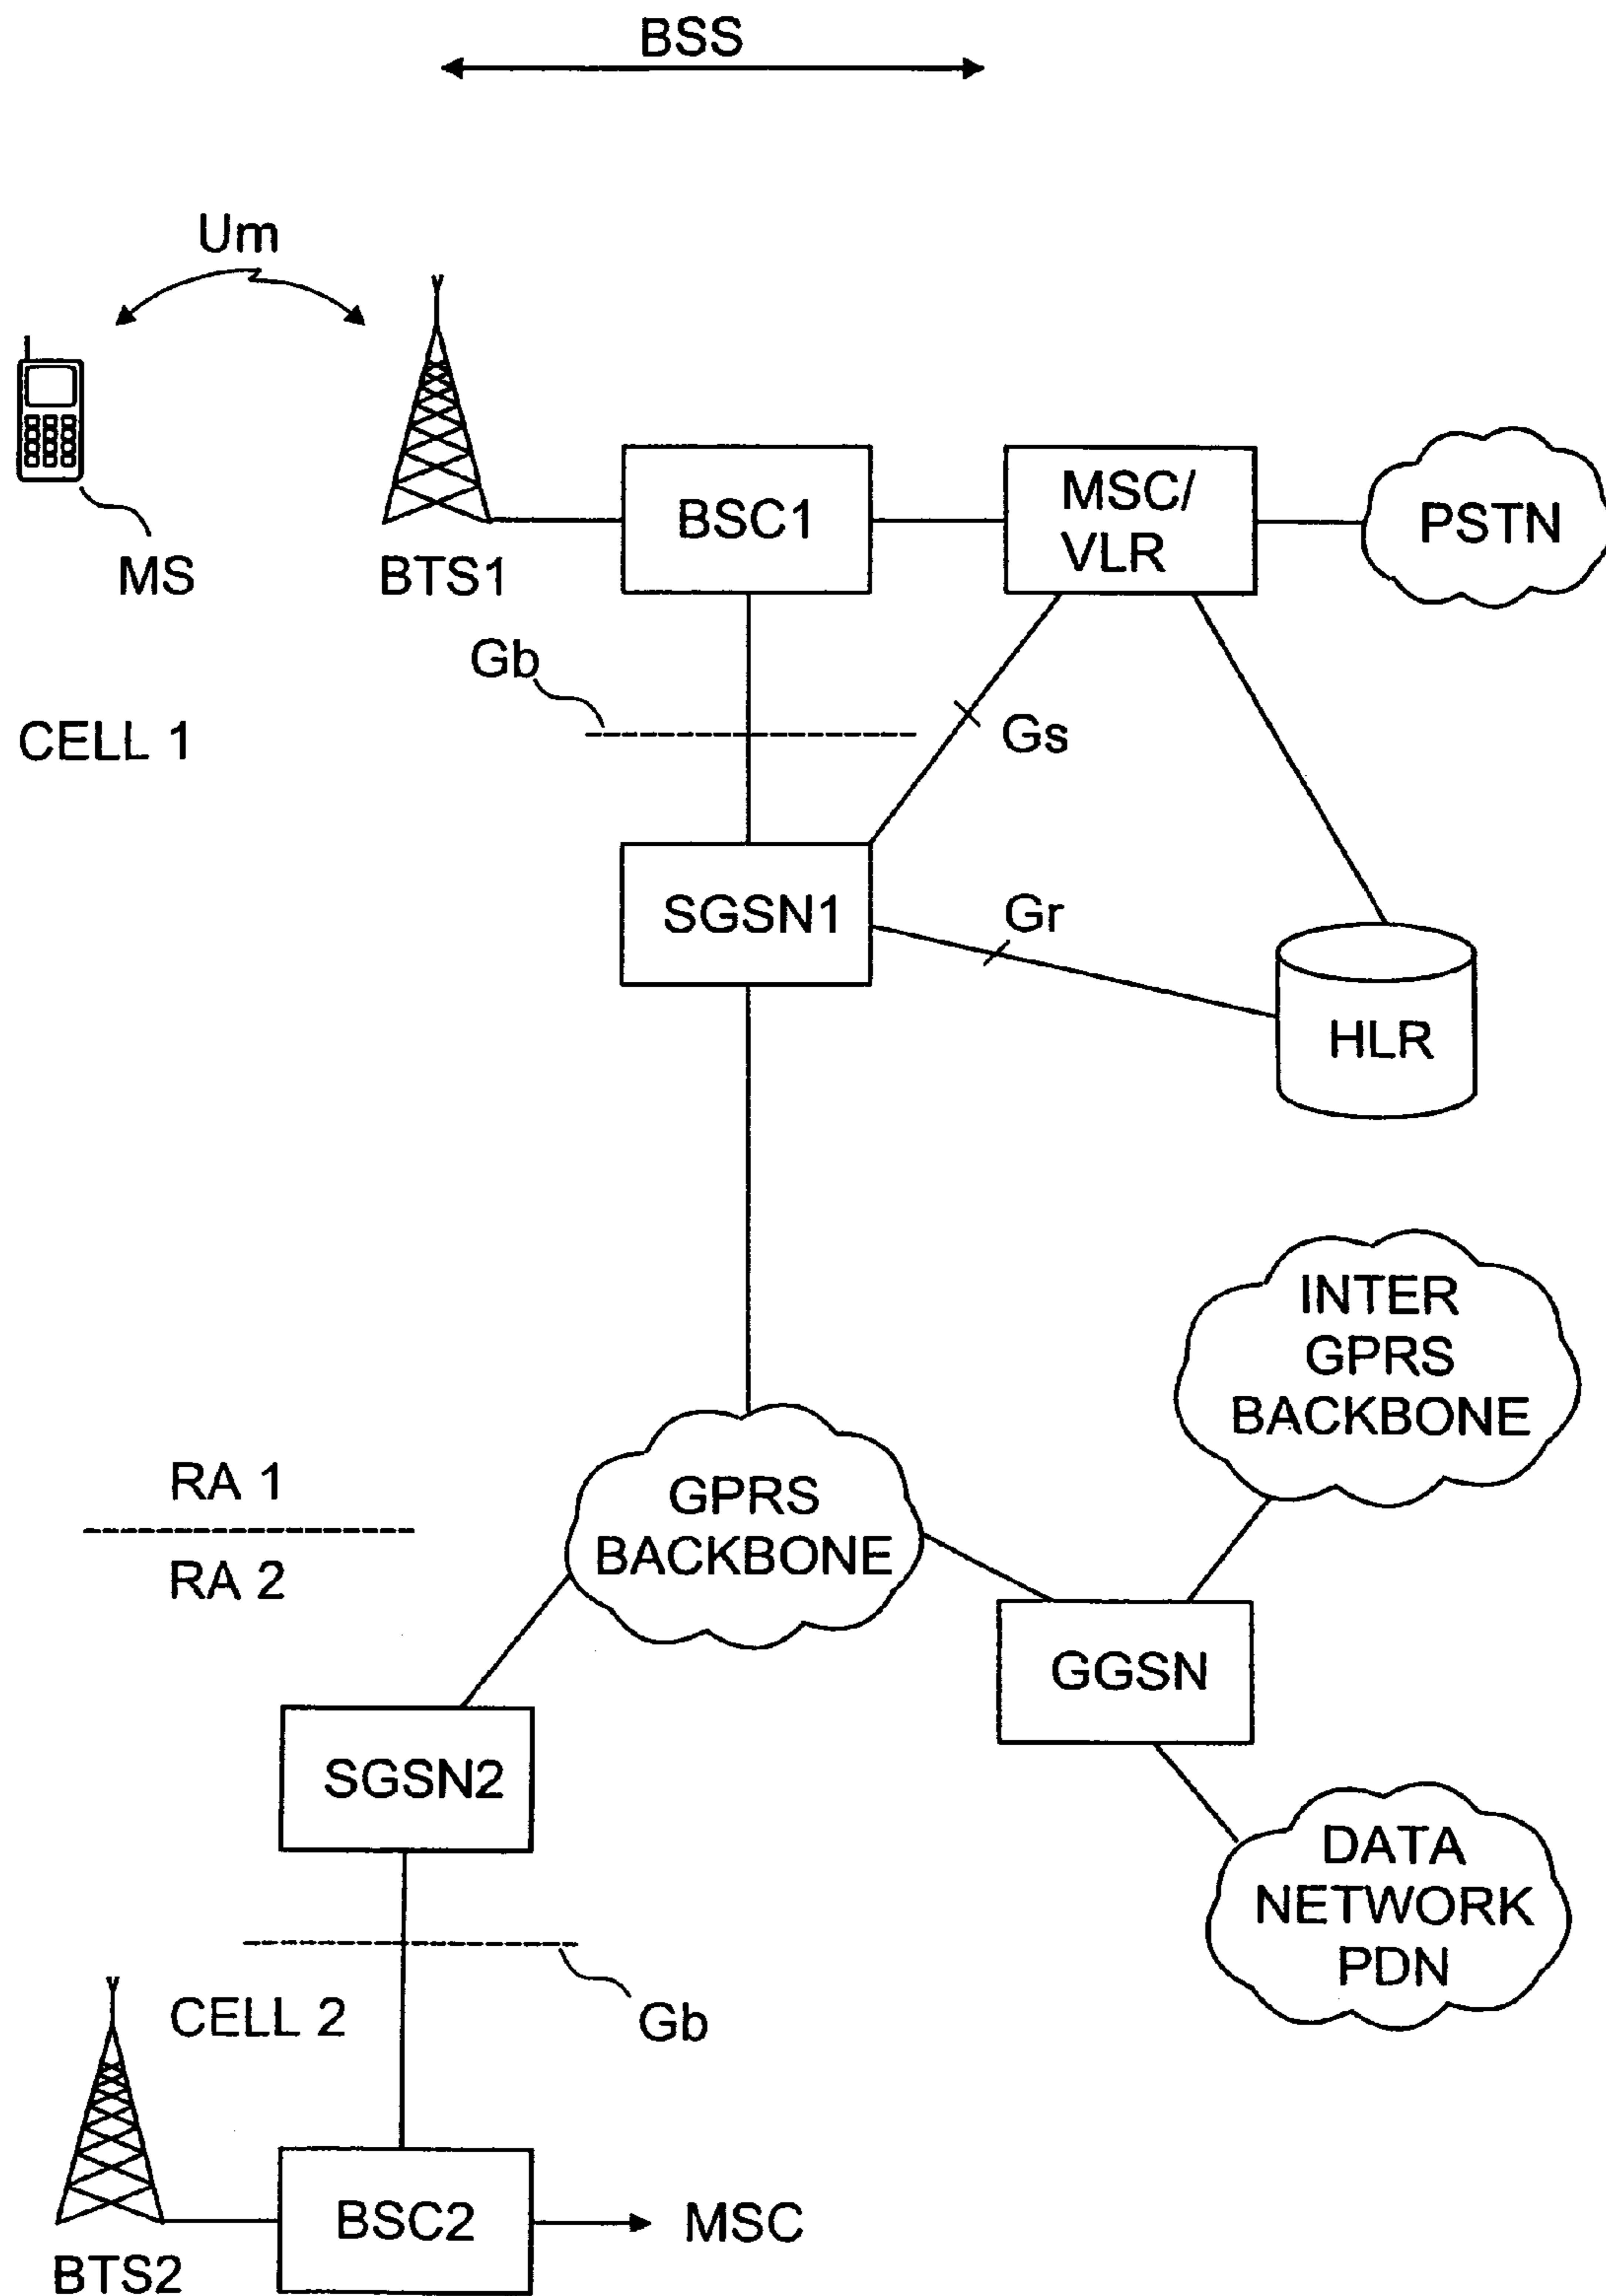 BSS
Um
MS
BTS1
BSC1
MSC/
VLR
PSTN
Gb
Gs
CELL 1
SGSN1
Gr
HLR
INTER
GPRS
BACKBONE
RA 1
RA 2
GPRS
BACKBONE
GGSN
SGSN2
DATA
NETWORK
PDN
CELL 2
Gb
BTS2
BSC2
MSC